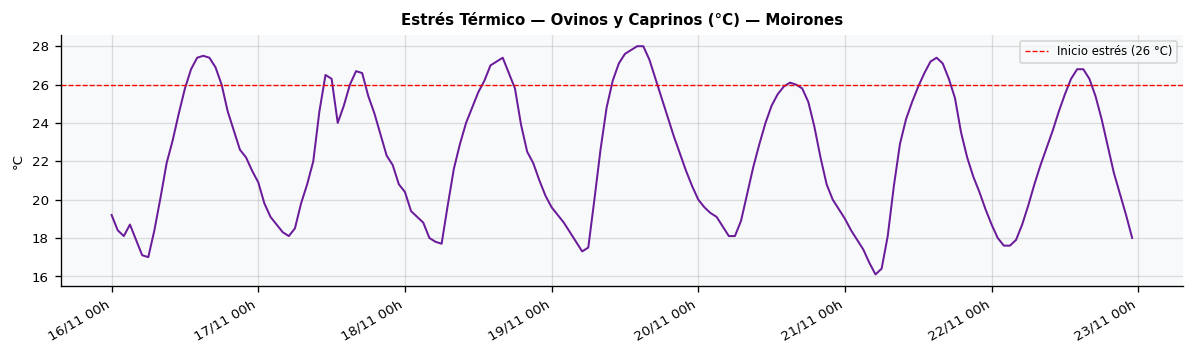 Estrés Térmico — Ovinos y Caprinos (°C) — Moirones
Inicio estrés (26 °C)
°C
28
26
24
22
20
18
16
16/11 00h
17/11 00h
18/11 00h
19/11 00h
20/11 00h
21/11 00h
22/11 00h
23/11 00h